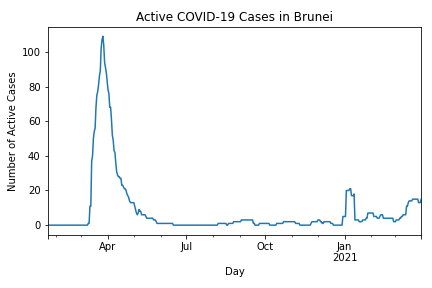 Active COVID-19 Cases in Brunei
Number of Active Cases
100
80
60
40
20
0
Apr
Jul
Oct
Jan
2021
Day